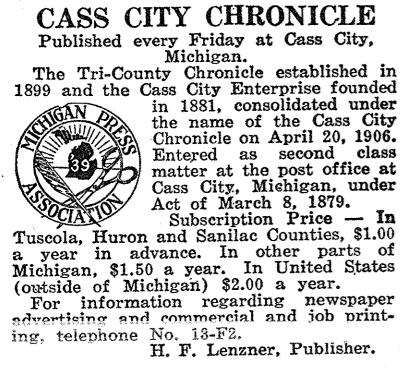 CASS CITY CHRONICLE
Published every Friday at Cass City,
Michigan.
The Tri-County Chronicle established in
1899 and the Cass City Enterprise founded
in 1881, consolidated under
the name of the Cass City
Chronicle on April 20, 1906.
Entered as second class
matter at the post office at
Cass City, Michigan, under
Act of March 8, 1879.
MICHIGAN PRESS
39
ASSOCIATION
Subscription Price — In
Tuscola, Huron and Sanilac Counties, $1.00
a year in advance. In other parts of
Michigan, $1.50 a year. In United States
(outside of Michigan) $2.00 a year.
For information regarding newspaper
advertising and commercial and job print-
ing, telephone No. 13-F2.
H. F. Lenzner, Publisher.